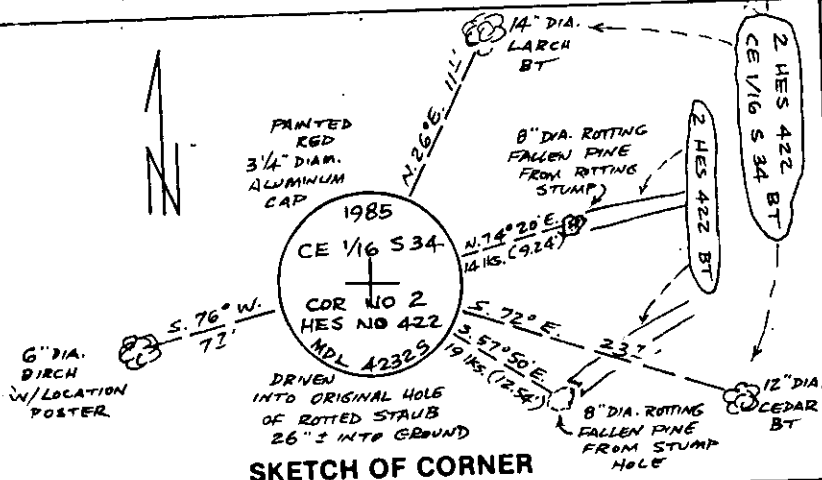 14" DIA.
LARCH
BT
2 HES 422
CE 1/16 S 34 BT
2 HES 422 BT
N. 26° E. 11'±
PAINTED
RED
3 1/4" DIAM.
ALUMINUM
CAP
8" DIA. ROTTING
FALLEN PINE
FROM ROTTING
STUMP
N
1985
CE 1/16 S 34
COR NO 2
HES NO 422
MDL 4232S
N. 74° 20' E.
14 lks. (9.24')
S. 76° W.
7'±
S. 72° E.
23'±
S. 57° 50' E.
19 lks. (12.54')
6" DIA.
BIRCH
W/ LOCATION
POSTER
DRIVEN
INTO ORIGINAL HOLE
OF ROTTED STAUB
26" ± INTO GROUND
8" DIA. ROTTING
FALLEN PINE
FROM STUMP
HOLE
12" DIA.
CEDAR
BT
SKETCH OF CORNER